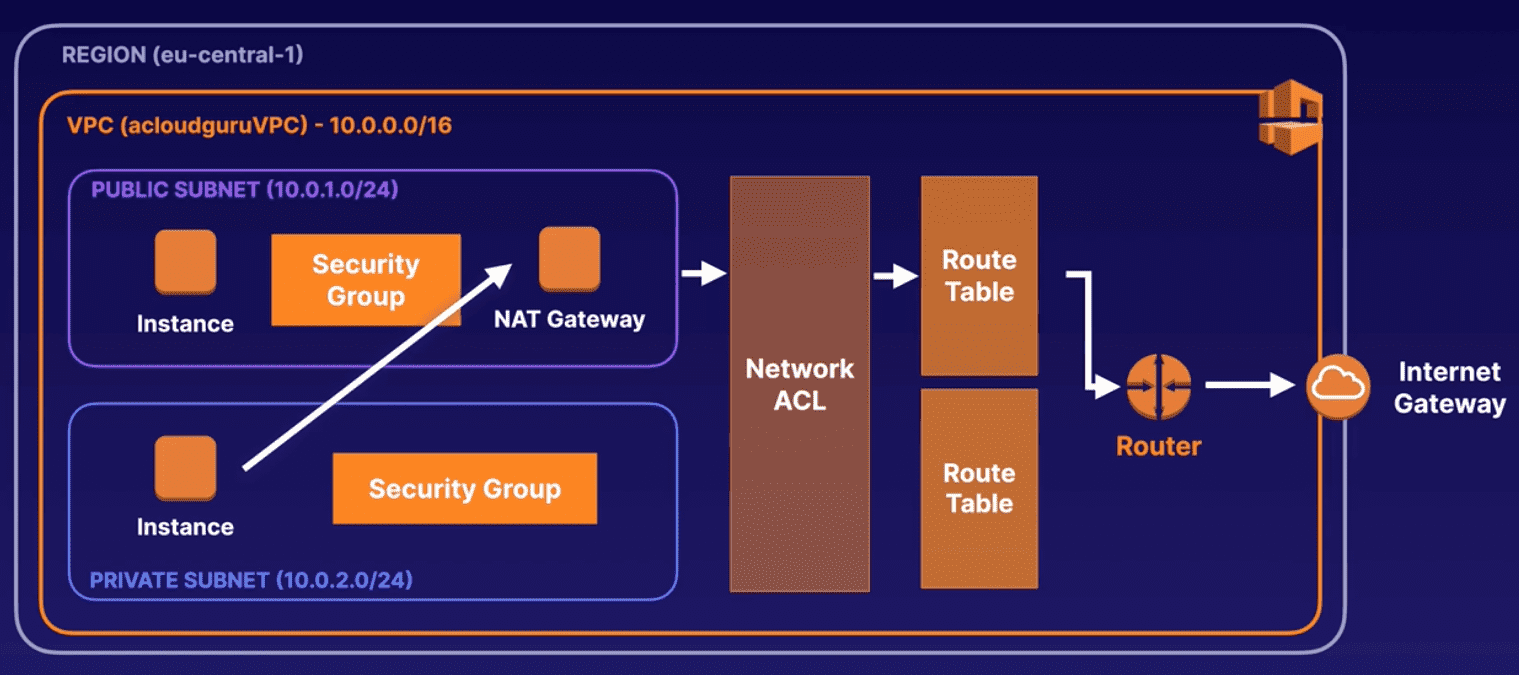 REGION (eu-central-1)
VPC (acloudguruVPC) - 10.0.0.0/16
PUBLIC SUBNET (10.0.1.0/24)
Instance
Security
Group
NAT Gateway
Instance
Security Group
PRIVATE SUBNET (10.0.2.0/24)
Network
ACL
Route
Table
Route
Table
Router
Internet
Gateway